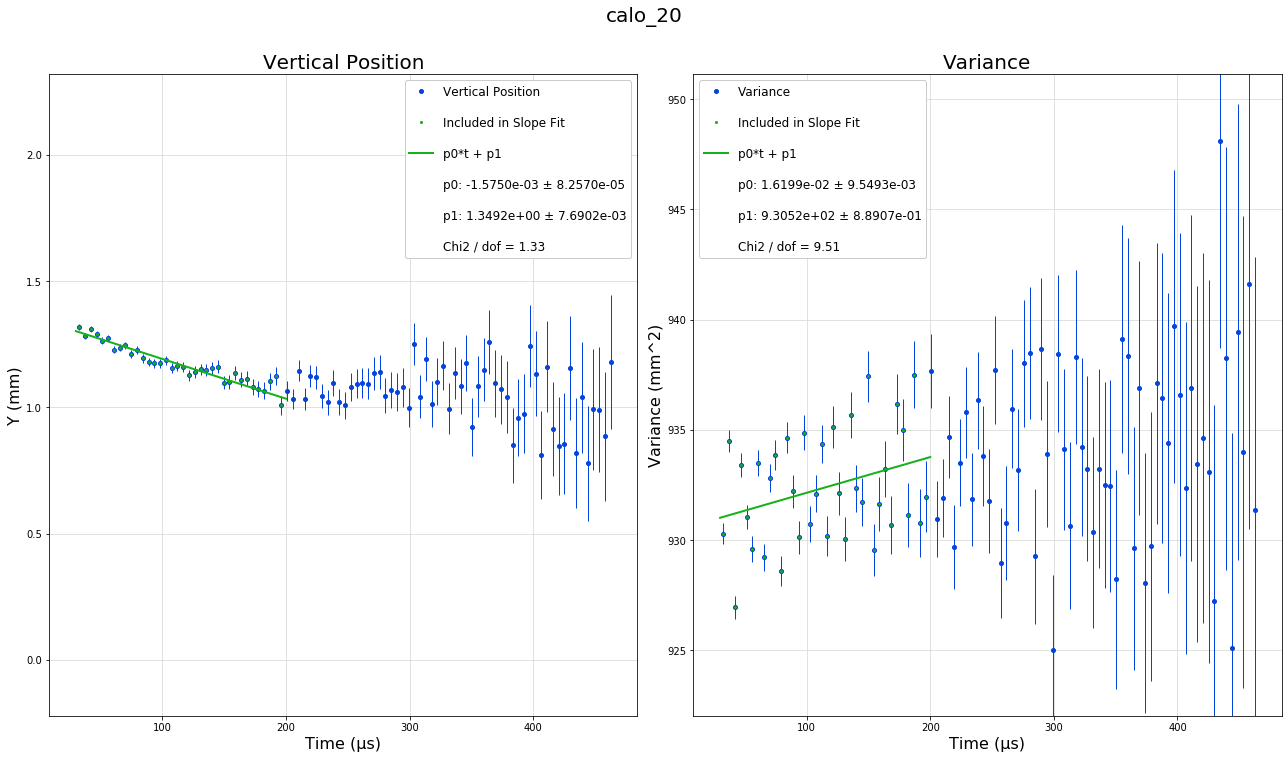 calo_20
Vertical Position
Vertical Position
Included in Slope Fit
p0*t + p1
p0: -1.5750e-03 ± 8.2570e-05
p1: 1.3492e+00 ± 7.6902e-03
Chi2 / dof = 1.33
2.0
1.5
1.0
0.5
0.0
Y (mm)
100 200 300 400
Time (μs)
Variance
Variance
Included in Slope Fit
p0*t + p1
p0: 1.6199e-02 ± 9.5493e-03
p1: 9.3052e+02 ± 8.8907e-01
Chi2 / dof = 9.51
950
945
940
935
930
925
Variance (mm^2)
100 200 300 400
Time (μs)